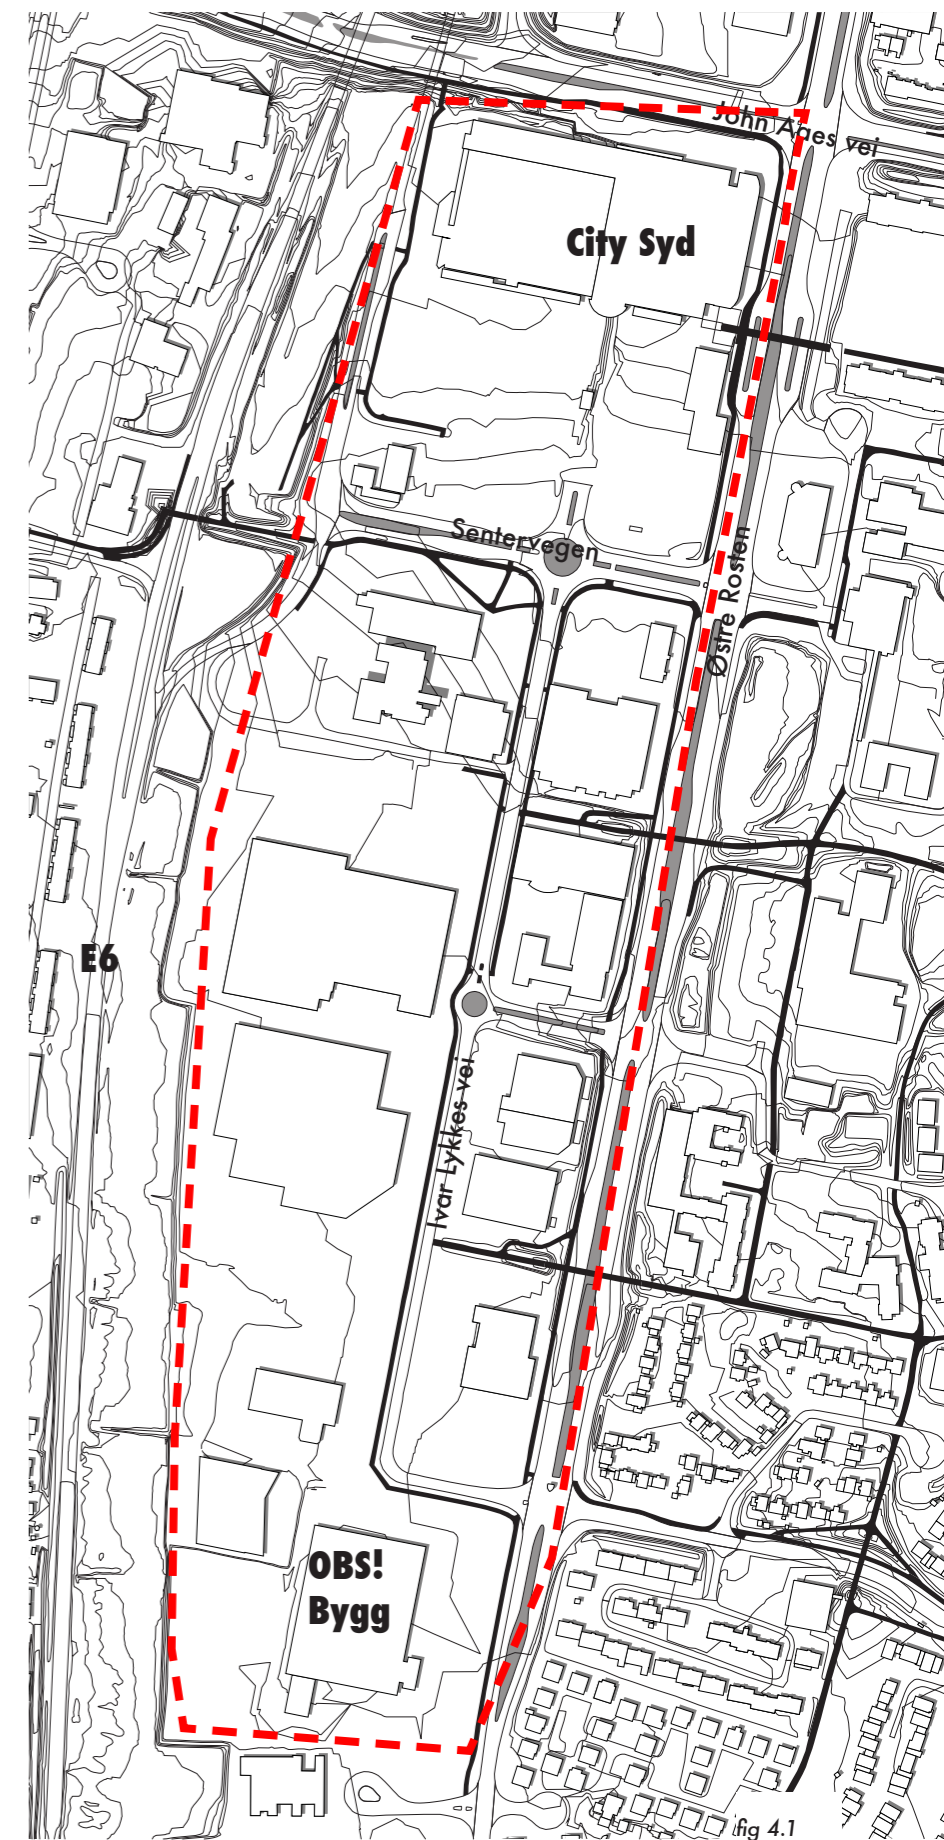 John Aaes vei
City Syd
Sentervegen
Østre Rosten
E6
Ivar Lykkes vei
OBS!
Bygg
fig 4.1